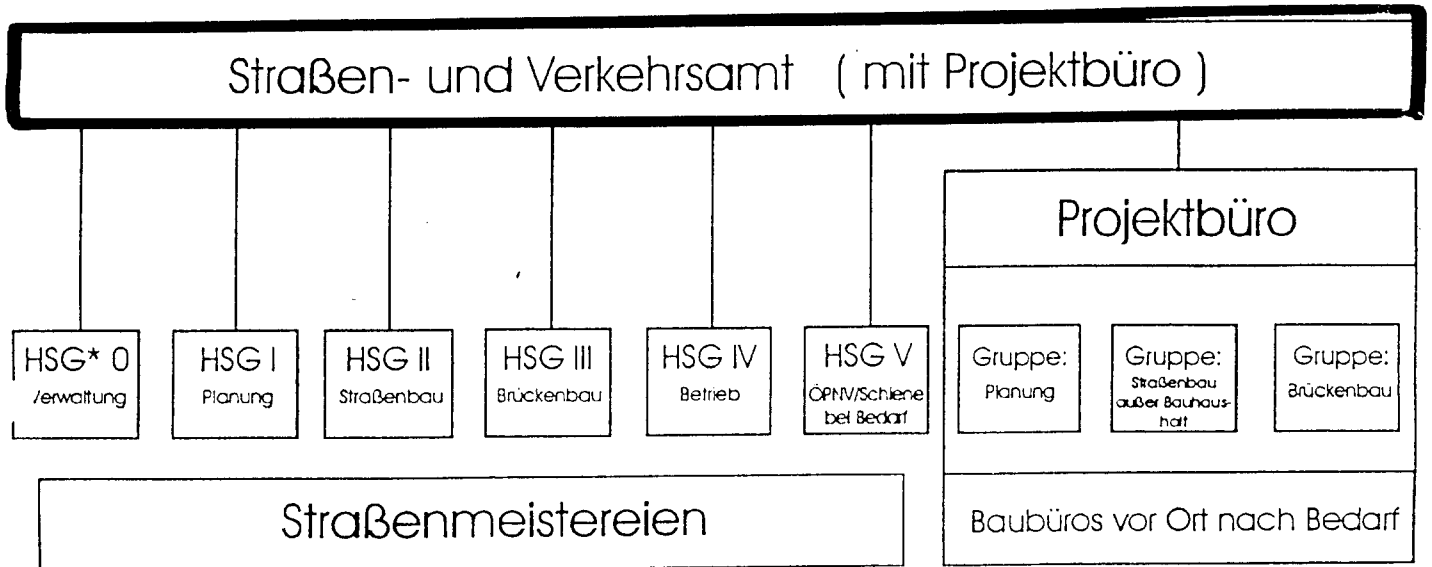 Straßen- und Verkehrsamt ( mit Projektbüro )
Projektbüro
HSG* 0
Verwaltung
HSG I
Planung
HSG II
Straßenbau
HSG III
Brückenbau
HSG IV
Betrieb
HSG V
ÖPNV/Schiene
bei Bedarf
Gruppe:
Planung
Gruppe:
Straßenbau
außer Bauhaus-
halt
Gruppe:
Brückenbau
Straßenmeistereien
Baubüros vor Ort nach Bedarf